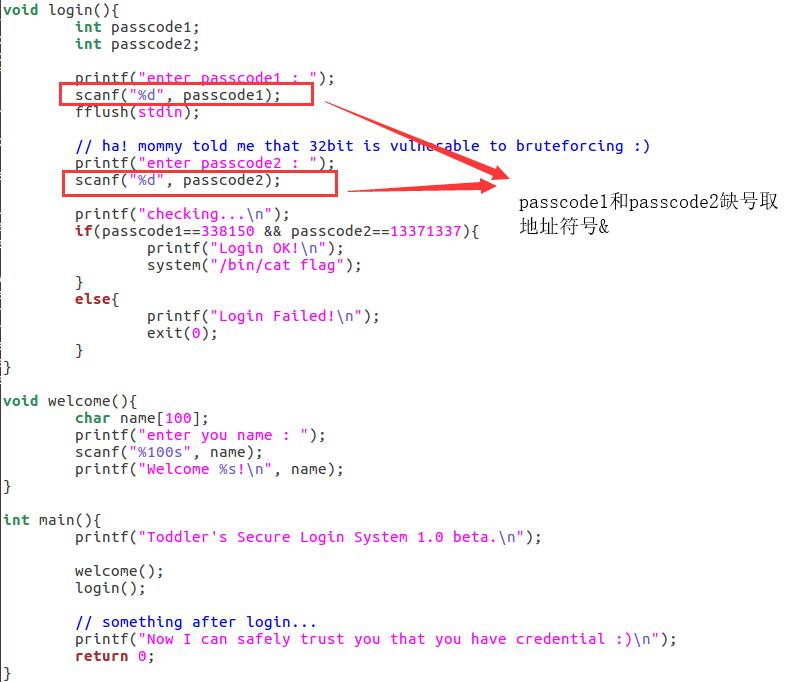 void login(){
int passcode1;
int passcode2;
printf("enter passcode1 : ");
scanf("%d", passcode1);
fflush(stdin);
// ha! mommy told me that 32bit is vulnerable to bruteforcing :)
printf("enter passcode2 : ");
scanf("%d", passcode2);
passcode1和passcode2缺号取
地址符号&
printf("checking...\n");
if(passcode1==338150 && passcode2==13371337){
printf("Login OK!\n");
system("/bin/cat flag");
}
else{
printf("Login Failed!\n");
exit(0);
}
}
void welcome(){
char name[100];
printf("enter you name : ");
scanf("%100s", name);
printf("Welcome %s!\n", name);
}
int main(){
printf("Toddler's Secure Login System 1.0 beta.\n");
welcome();
login();
// something after login...
printf("Now I can safely trust you that you have credential :)\n");
return 0;
}